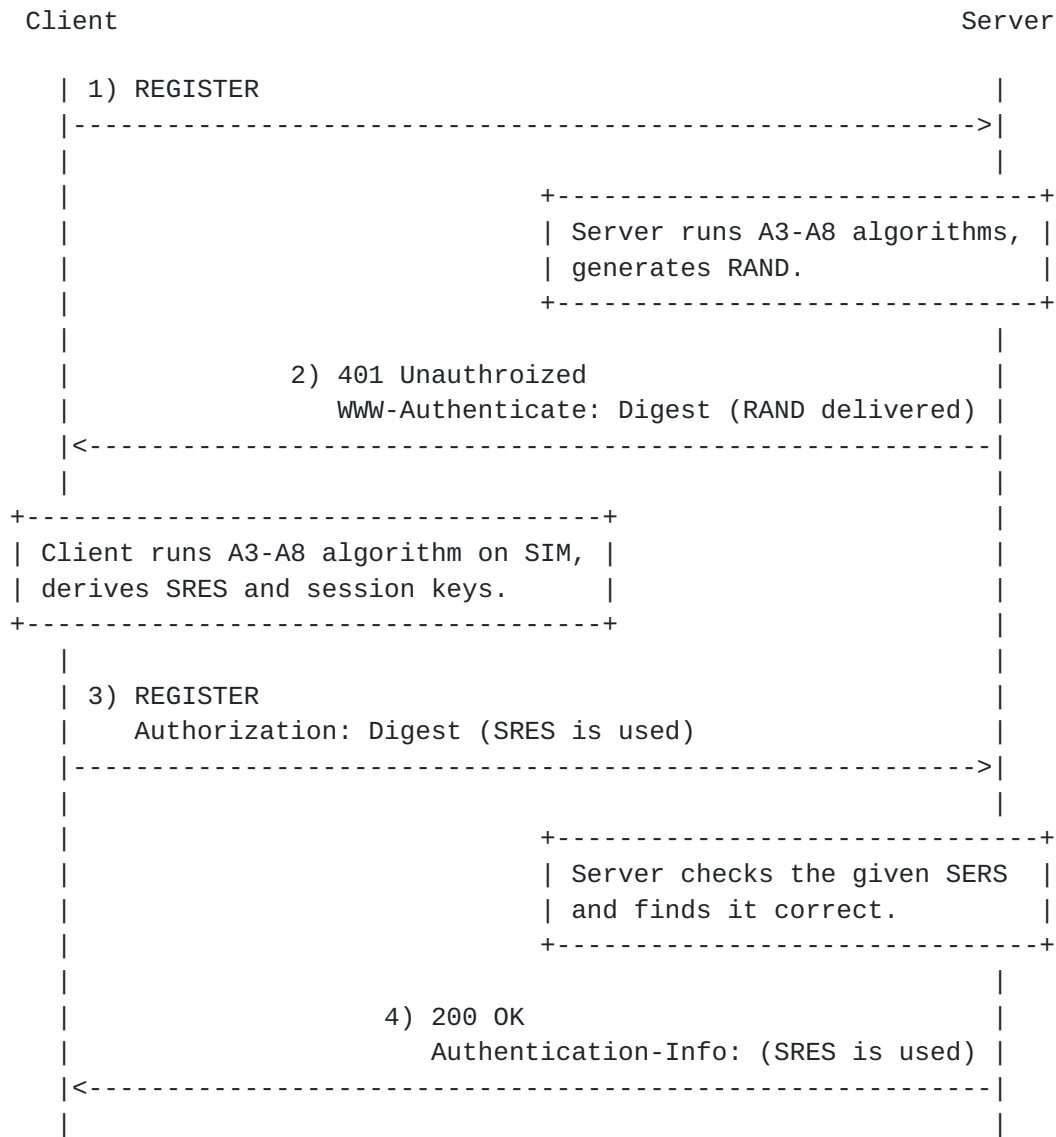 Client Server
1) REGISTER
Server runs A3-A8 algorithms,
generates RAND.
2) 401 Unauthroized
WWW-Authenticate: Digest (RAND delivered)
Client runs A3-A8 algorithm on SIM,
derives SRES and session keys.
3) REGISTER
Authorization: Digest (SRES is used)
Server checks the given SERS
and finds it correct.
4) 200 OK
Authentication-Info: (SRES is used)